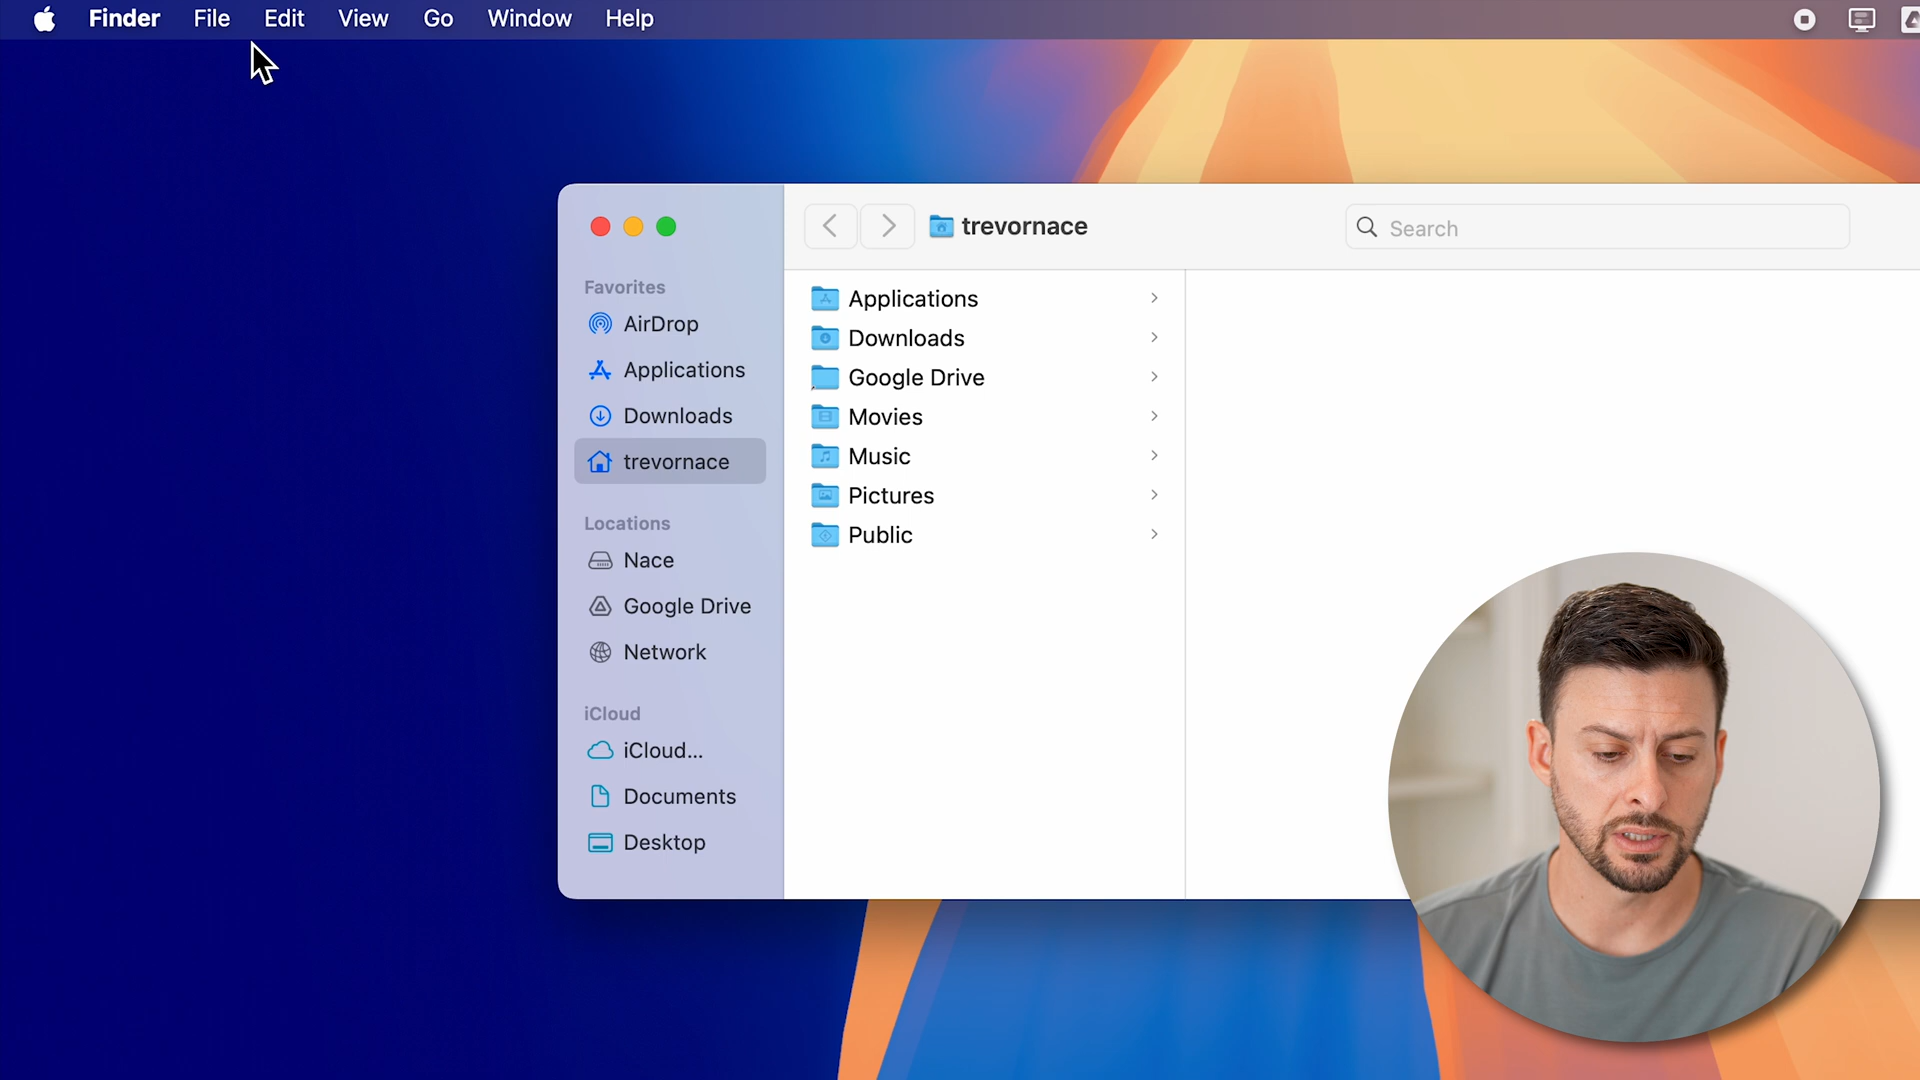 Finder File Edit View Go Window Help
trevornace
Search
Favorites
AirDrop
Applications
Downloads
trevornace
Locations
Nace
Google Drive
Network
iCloud
iCloud...
Documents
Desktop
Applications
Downloads
Google Drive
Movies
Music
Pictures
Public